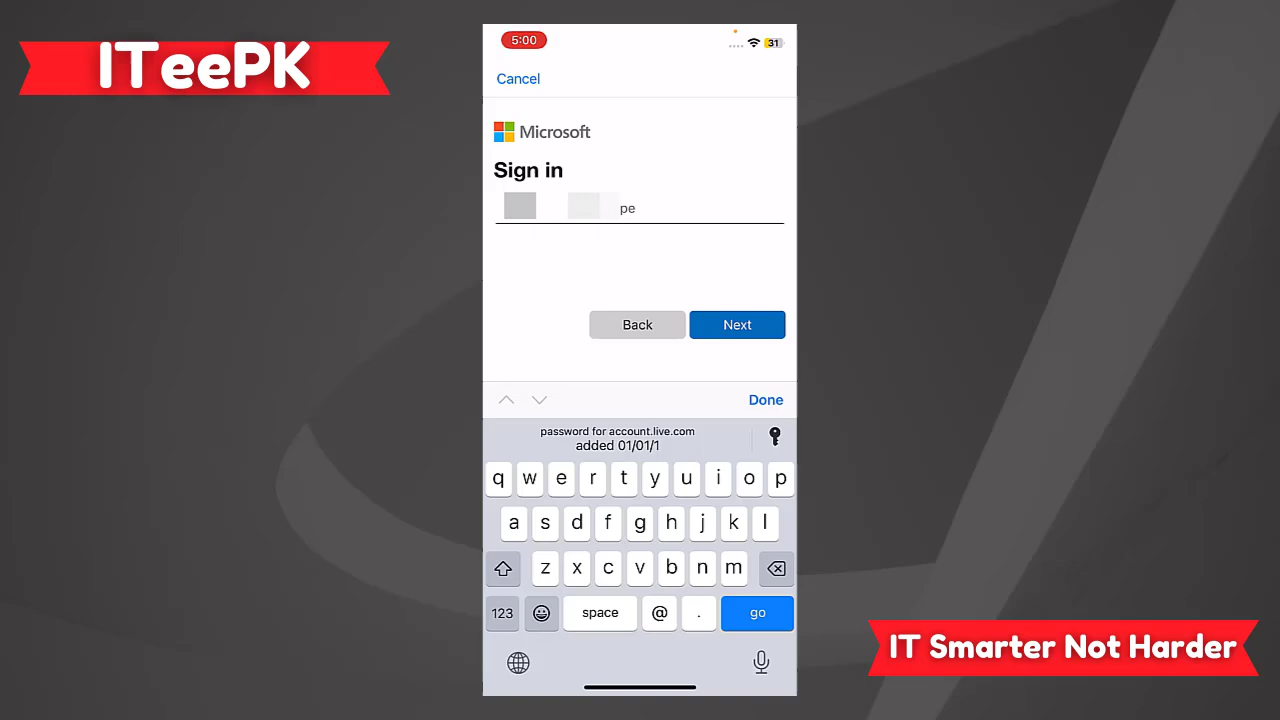 ITeePK
5:00
31
Cancel
Microsoft
Sign in
pe
Back
Next
Done
password for account.live.com
added 01/01/1
q w e r t y u i o p
a s d f g h j k l
z x c v b n m
123
space
@
.
go
IT Smarter Not Harder